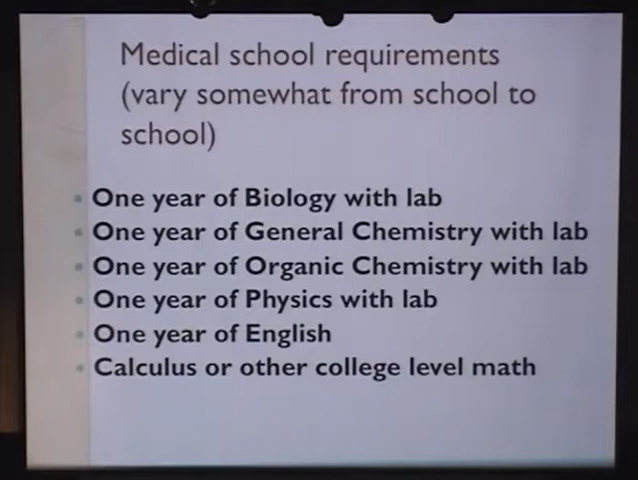 Medical school requirements
(vary somewhat from school to
school)
One year of Biology with lab
One year of General Chemistry with lab
One year of Organic Chemistry with lab
One year of Physics with lab
One year of English
Calculus or other college level math